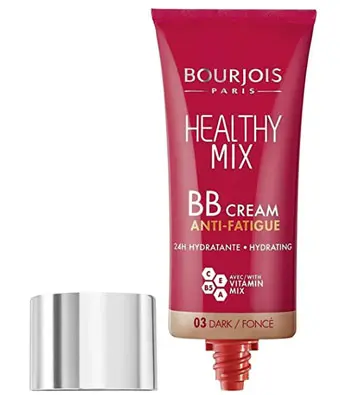 BOURJOIS
PARIS
HEALTHY
MIX
BB CREAM
ANTI-FATIGUE
24H HYDRATANTE • HYDRATING
C E B5 A
AVEC/WITH
VITAMIN
MIX
03 DARK / FONCÉ